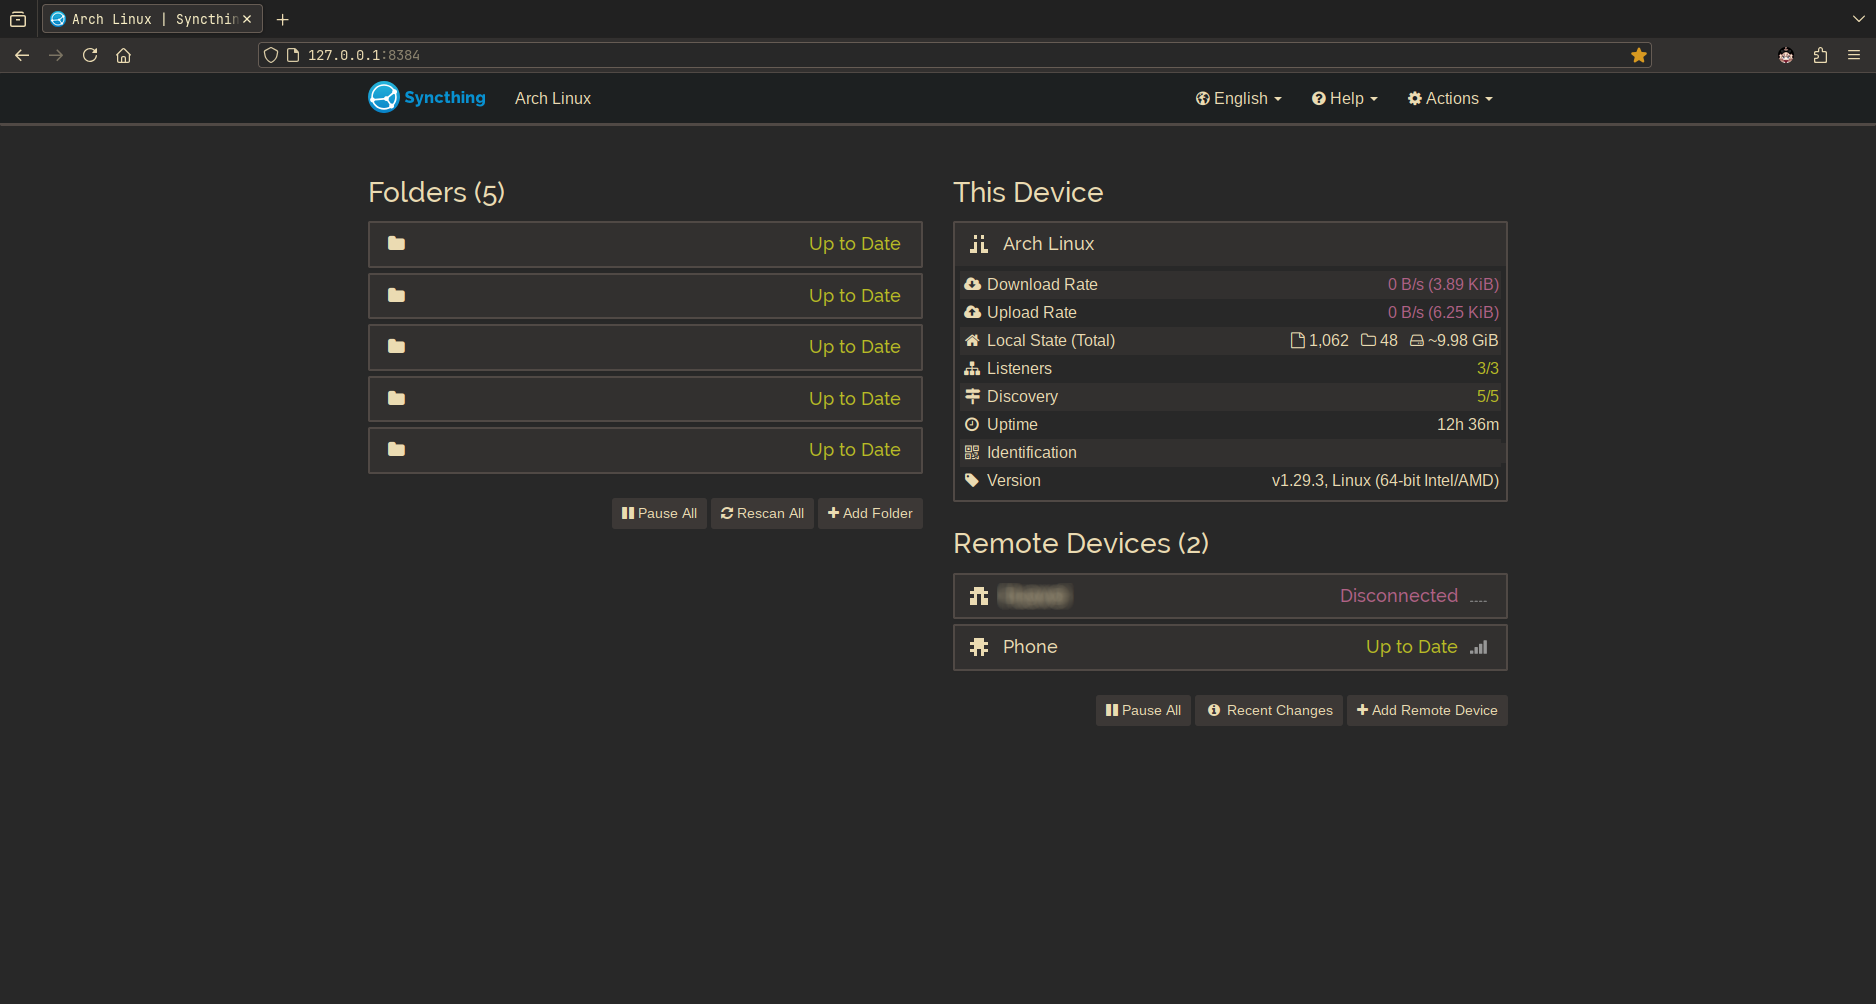 Arch Linux | Syncthin
127.0.0.1:8384
Syncthing
Arch Linux
English
Help
Actions
Folders (5)
Up to Date
Up to Date
Up to Date
Up to Date
Up to Date
Pause All
Rescan All
Add Folder
This Device
Arch Linux
Download Rate 0 B/s (3.89 KiB)
Upload Rate 0 B/s (6.25 KiB)
Local State (Total) 1,062 48 ~9.98 GiB
Listeners 3/3
Discovery 5/5
Uptime 12h 36m
Identification
Version v1.29.3, Linux (64-bit Intel/AMD)
Remote Devices (2)
Disconnected
Phone Up to Date
Pause All
Recent Changes
Add Remote Device